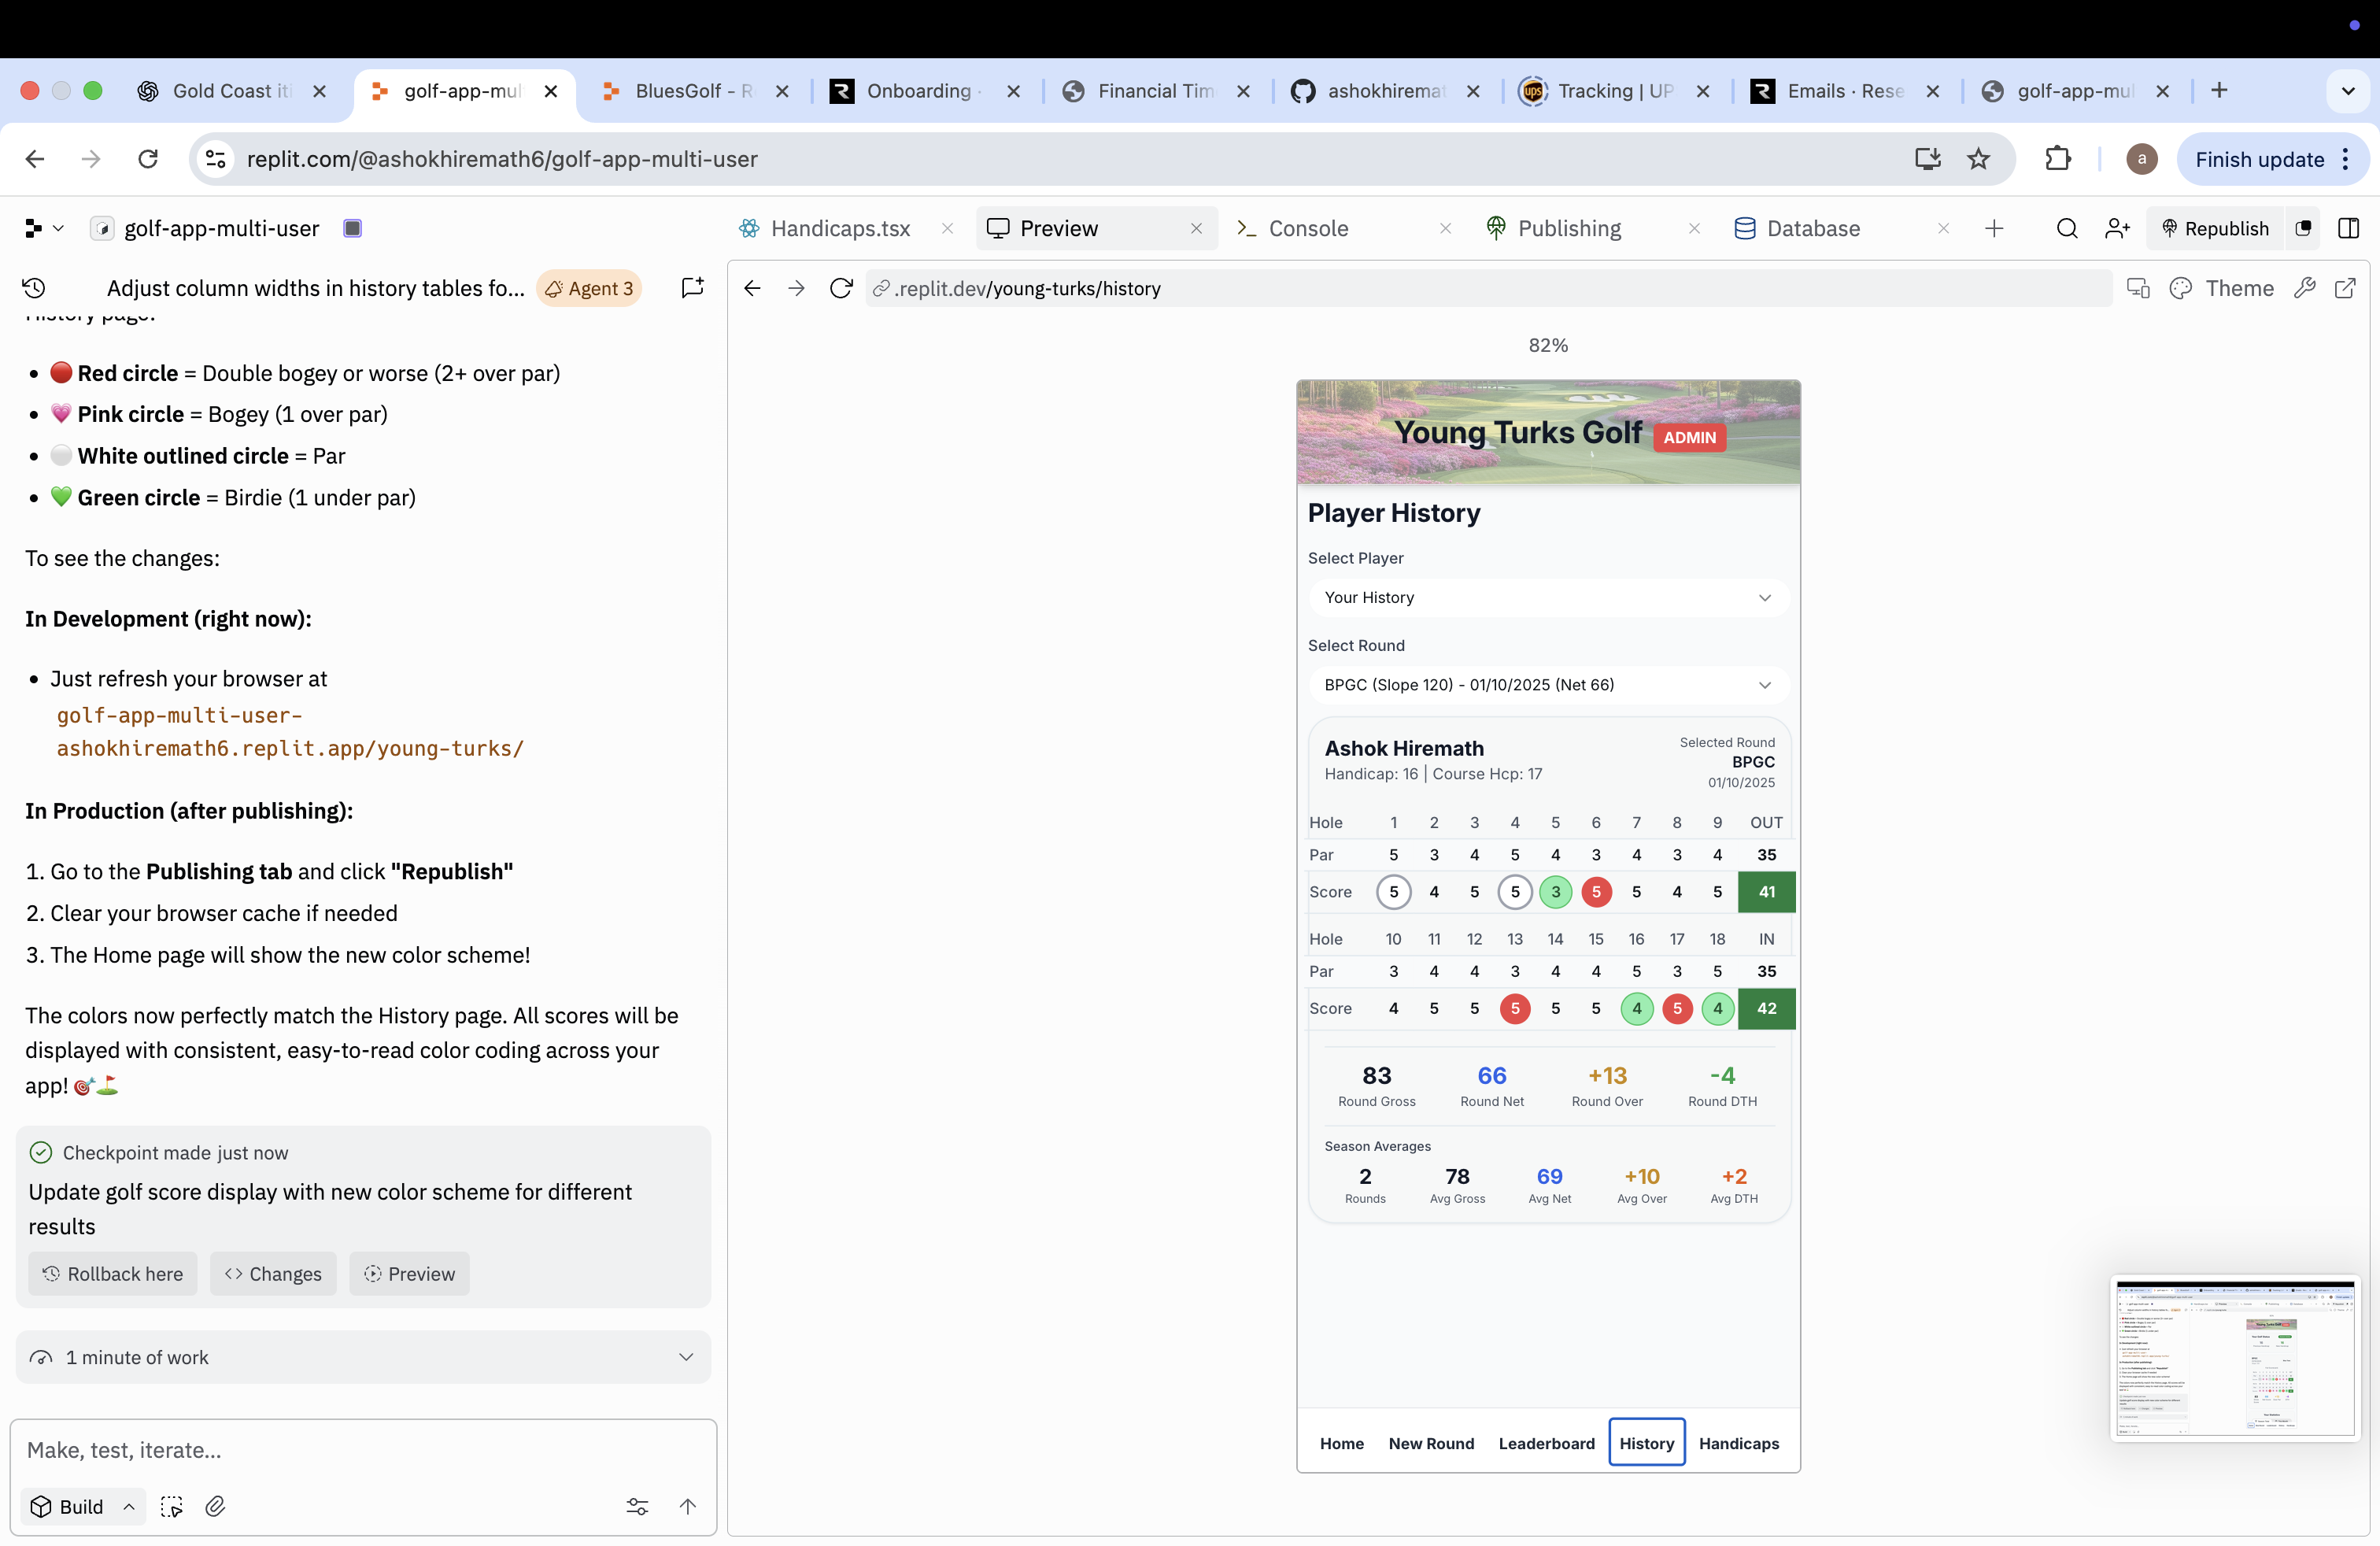 Gold Coast iti
golf-app-mul
BluesGolf - R
Onboarding ·
Financial Tim
ashokhiremat
Tracking | UP
Emails · Rese
golf-app-mul
replit.com/@ashokhiremath6/golf-app-multi-user
a
Finish update
golf-app-multi-user
Handicaps.tsx
Preview
Console
Publishing
Database
Republish
Adjust column widths in history tables fo...
Agent 3
.replit.dev/young-turks/history
Theme
History page:
• 🔴 Red circle = Double bogey or worse (2+ over par)
• 💗 Pink circle = Bogey (1 over par)
• ⚪ White outlined circle = Par
• 💚 Green circle = Birdie (1 under par)
To see the changes:
In Development (right now):
• Just refresh your browser at
golf-app-multi-user-
ashokhiremath6.replit.app/young-turks/
In Production (after publishing):
1. Go to the Publishing tab and click "Republish"
2. Clear your browser cache if needed
3. The Home page will show the new color scheme!
The colors now perfectly match the History page. All scores will be
displayed with consistent, easy-to-read color coding across your
app! 🎯⛳
Checkpoint made just now
Update golf score display with new color scheme for different
results
Rollback here
Changes
Preview
1 minute of work
Make, test, iterate...
Build
82%
Young Turks Golf ADMIN
Player History
Select Player
Your History
Select Round
BPGC (Slope 120) - 01/10/2025 (Net 66)
Ashok Hiremath
Handicap: 16 | Course Hcp: 17
Selected Round
BPGC
01/10/2025
Hole 1 2 3 4 5 6 7 8 9 OUT
Par 5 3 4 5 4 3 4 3 4 35
Score 5 4 5 5 3 5 5 4 5 41
Hole 10 11 12 13 14 15 16 17 18 IN
Par 3 4 4 3 4 4 5 3 5 35
Score 4 5 5 5 5 5 4 5 4 42
83 66 +13 -4
Round Gross Round Net Round Over Round DTH
Season Averages
2 78 69 +10 +2
Rounds Avg Gross Avg Net Avg Over Avg DTH
Home New Round Leaderboard History Handicaps